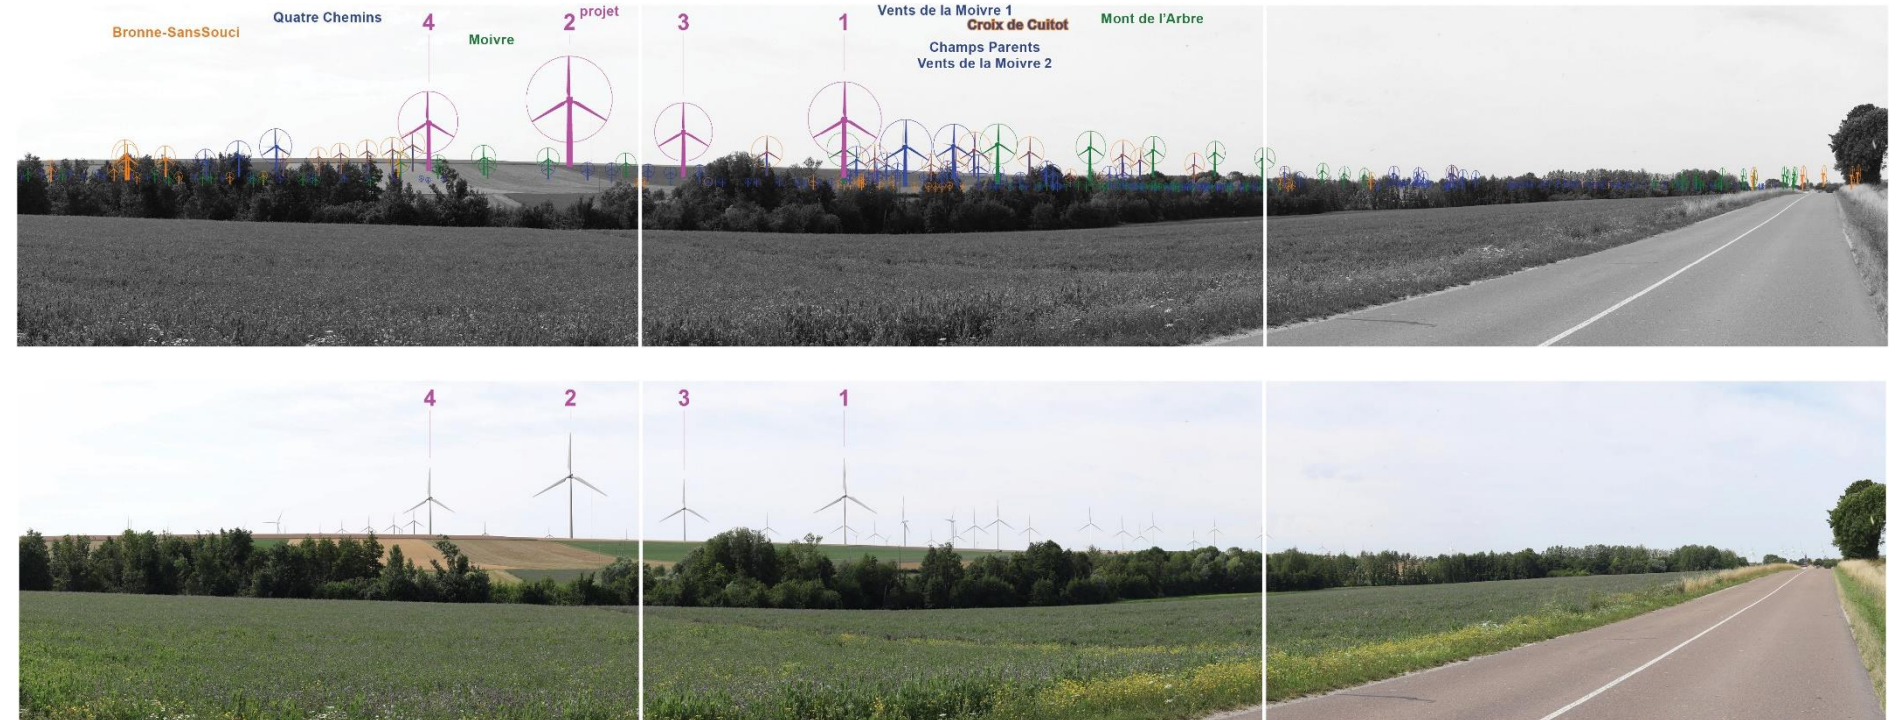 projet
Vents de la Moivre 1
Quatre Chemins
4
2
3
1
Mont de l'Arbre
Croix de Cuitot
Bronne-SansSouci
Moivre
Champs Parents
Vents de la Moivre 2
4
2
3
1